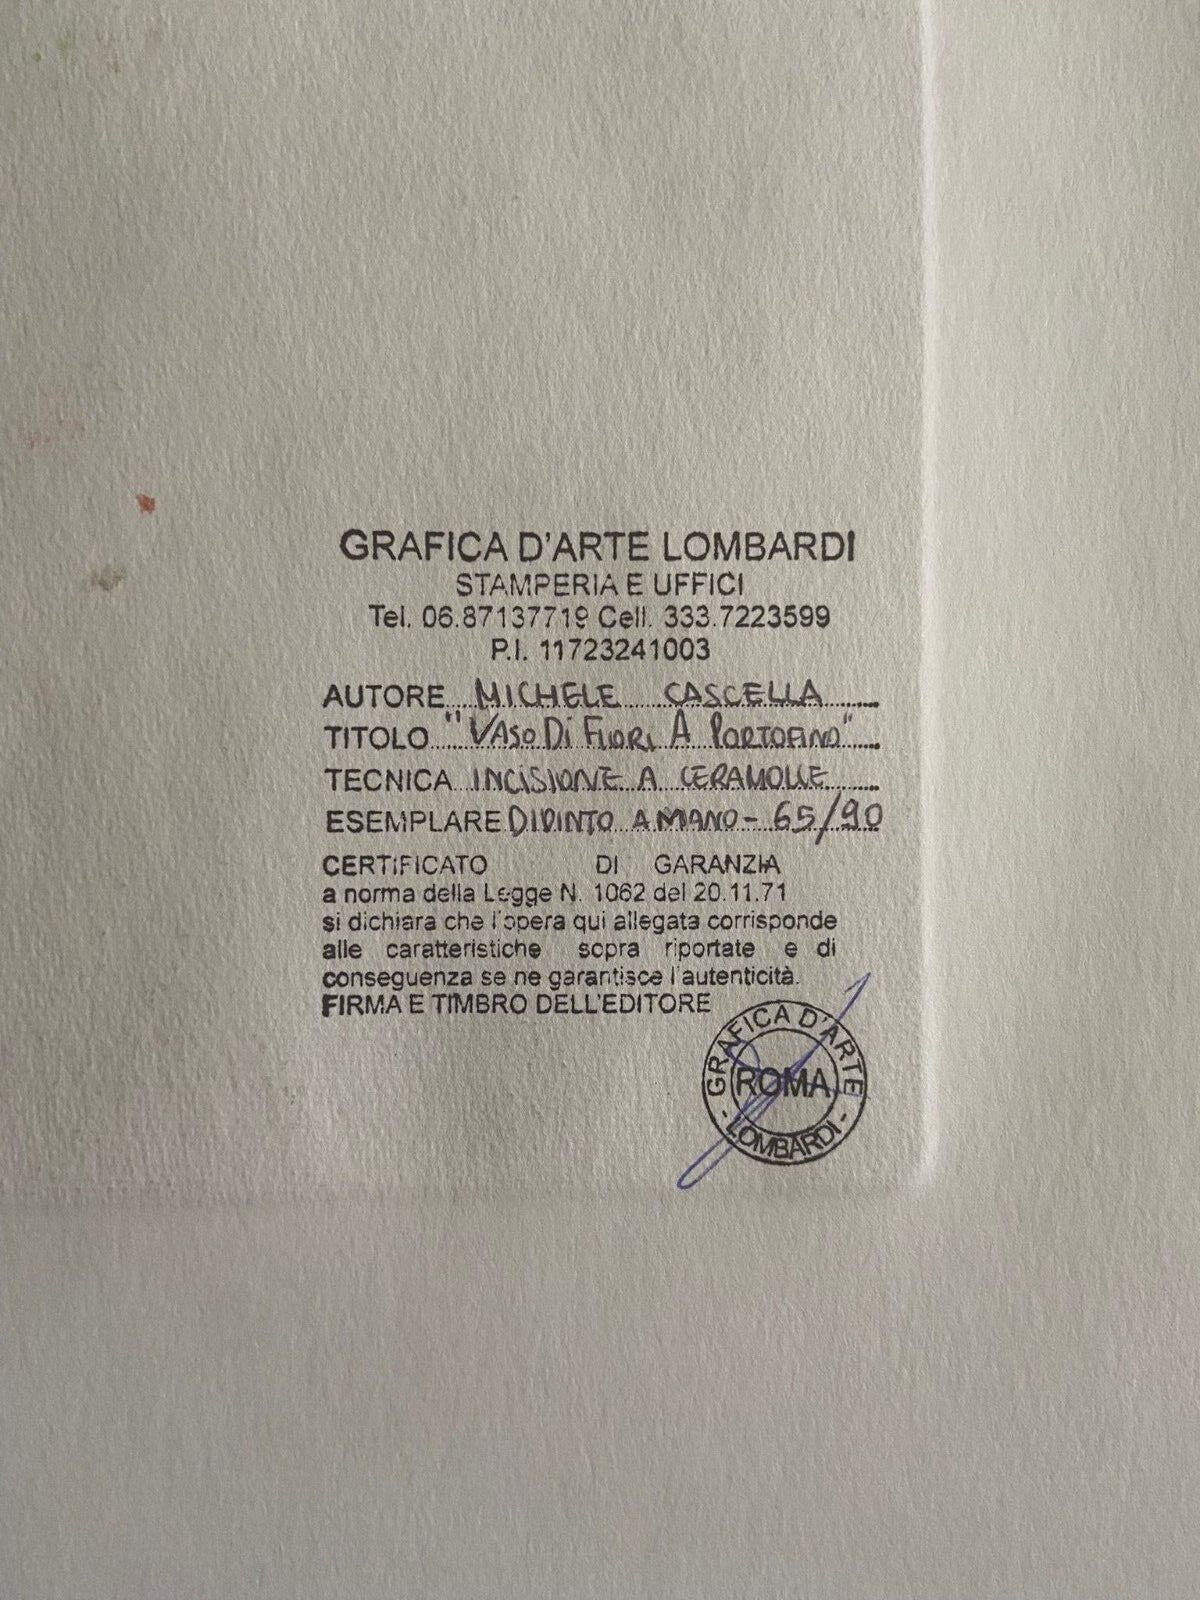 GRAFICA D'ARTE LOMBARDI
STAMPERIA E UFFICI
Tel. 06.87137719 Cell. 333.7223599
P.I. 11723241003
AUTORE MICHELE CASCELLA
TITOLO "VASO DI FIORI A PORTOFINO"
TECNICA INCISIONE A CERAMOLLE
ESEMPLARE DIPINTO A MANO - 65/90
CERTIFICATO DI GARANZIA
a norma della Legge N. 1062 del 20.11.71
si dichiara che l'opera qui allegata corrisponde
alle caratteristiche sopra riportate e di
conseguenza se ne garantisce l'autenticità.
FIRMA E TIMBRO DELL'EDITORE
GRAFICA D'ARTE
ROMA
- LOMBARDI -